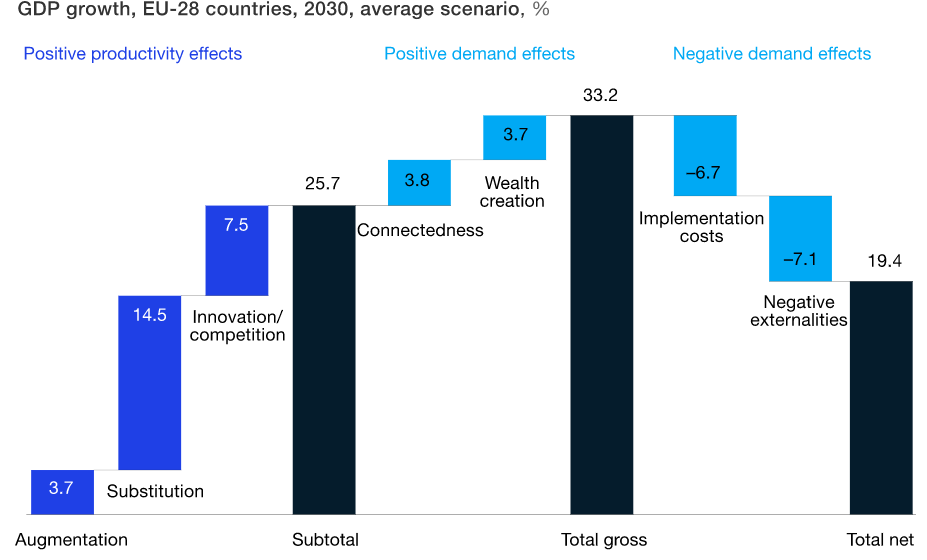 GDP growth, EU-28 countries, 2030, average scenario, %
Positive productivity effects
Positive demand effects
Negative demand effects
33.2
3.7
–6.7
25.7
3.8
Wealth
creation
7.5
Connectedness
Implementation
costs
–7.1
19.4
14.5
Innovation/
competition
Negative
externalities
3.7
Substitution
Augmentation
Subtotal
Total gross
Total net